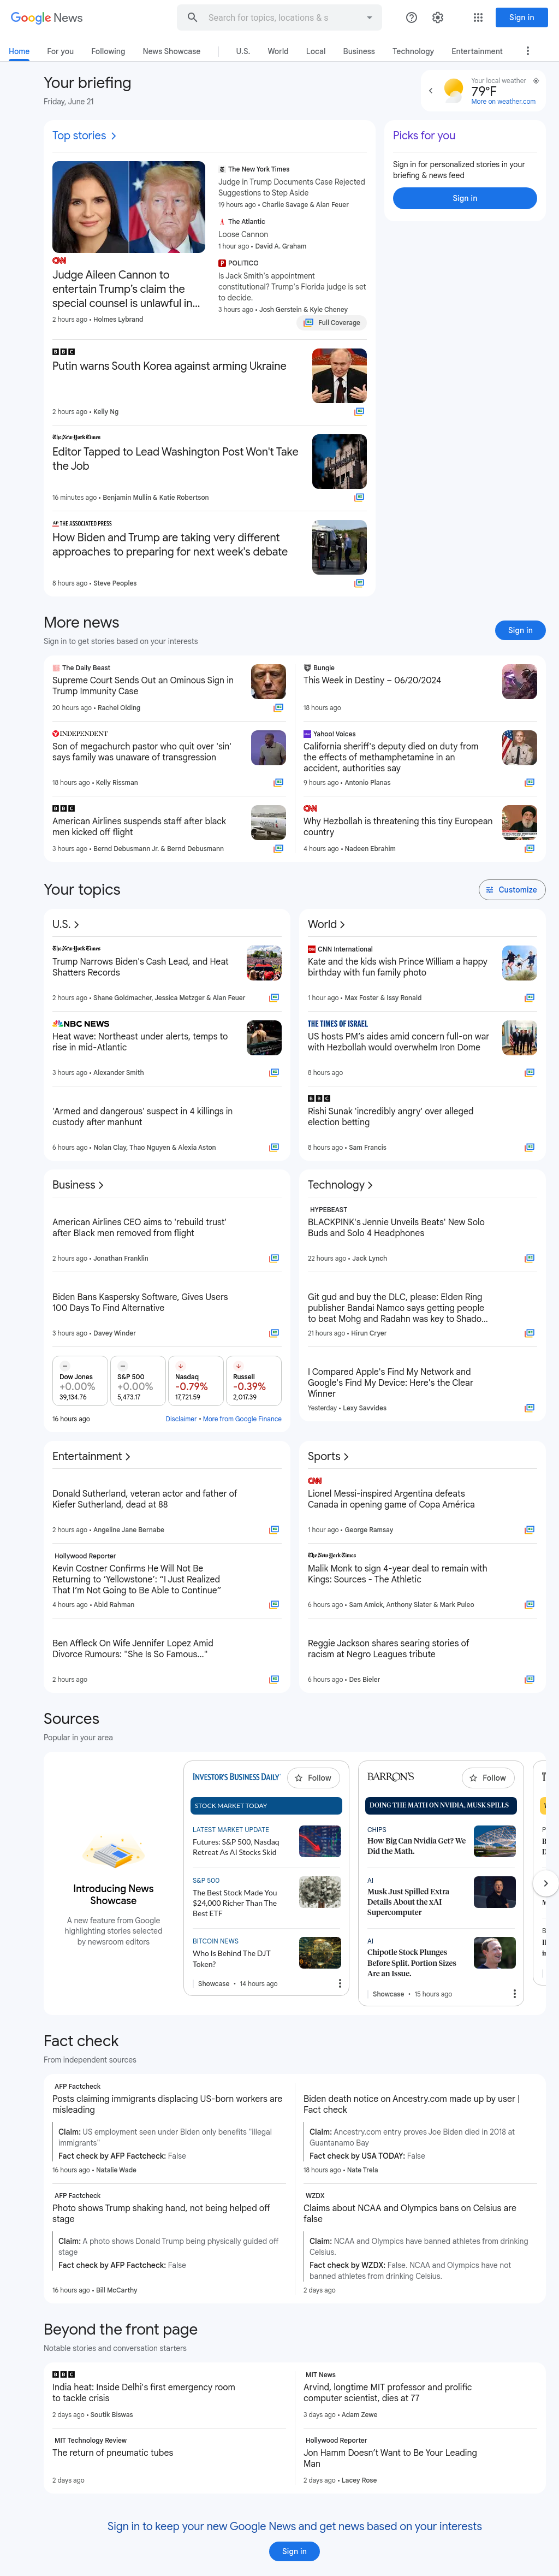 Google News
Search for topics, locations & s
Sign in
Home
For you
Following
News Showcase
U.S.
World
Local
Business
Technology
Entertainment
Your briefing
Friday, June 21
Your local weather
79°F
More on weather.com
Top stories
CNN
Judge Aileen Cannon to
entertain Trump's claim the
special counsel is unlawful in...
2 hours ago • Holmes Lybrand
The New York Times
Judge in Trump Documents Case Rejected
Suggestions to Step Aside
19 hours ago • Charlie Savage & Alan Feuer
The Atlantic
Loose Cannon
1 hour ago • David A. Graham
POLITICO
Is Jack Smith's appointment
constitutional? Trump's Florida judge is set
to decide.
3 hours ago • Josh Gerstein & Kyle Cheney
Full Coverage
BBC
Putin warns South Korea against arming Ukraine
2 hours ago • Kelly Ng
The New York Times
Editor Tapped to Lead Washington Post Won't Take
the Job
16 minutes ago • Benjamin Mullin & Katie Robertson
AP THE ASSOCIATED PRESS
How Biden and Trump are taking very different
approaches to preparing for next week's debate
8 hours ago • Steve Peoples
Picks for you
Sign in for personalized stories in your
briefing & news feed
Sign in
More news
Sign in to get stories based on your interests
Sign in
The Daily Beast
Supreme Court Sends Out an Ominous Sign in
Trump Immunity Case
20 hours ago • Rachel Olding
INDEPENDENT
Son of megachurch pastor who quit over 'sin'
says family was unaware of transgression
18 hours ago • Kelly Rissman
BBC
American Airlines suspends staff after black
men kicked off flight
3 hours ago • Bernd Debusmann Jr. & Bernd Debusmann
Bungie
This Week in Destiny – 06/20/2024
18 hours ago
Yahoo! Voices
California sheriff's deputy died on duty from
the effects of methamphetamine in an
accident, authorities say
9 hours ago • Antonio Planas
CNN
Why Hezbollah is threatening this tiny European
country
4 hours ago • Nadeen Ebrahim
Your topics
Customize
U.S.
The New York Times
Trump Narrows Biden's Cash Lead, and Heat
Shatters Records
2 hours ago • Shane Goldmacher, Jessica Metzger & Alan Feuer
NBC NEWS
Heat wave: Northeast under alerts, temps to
rise in mid-Atlantic
3 hours ago • Alexander Smith
'Armed and dangerous' suspect in 4 killings in
custody after manhunt
6 hours ago • Nolan Clay, Thao Nguyen & Alexia Aston
World
CNN International
Kate and the kids wish Prince William a happy
birthday with fun family photo
1 hour ago • Max Foster & Issy Ronald
THE TIMES OF ISRAEL
US hosts PM's aides amid concern full-on war
with Hezbollah would overwhelm Iron Dome
8 hours ago
BBC
Rishi Sunak 'incredibly angry' over alleged
election betting
8 hours ago • Sam Francis
Business
American Airlines CEO aims to 'rebuild trust'
after Black men removed from flight
2 hours ago • Jonathan Franklin
Biden Bans Kaspersky Software, Gives Users
100 Days To Find Alternative
3 hours ago • Davey Winder
Dow Jones
+0.00%
39,134.76
S&P 500
+0.00%
5,473.17
Nasdaq
-0.79%
17,721.59
Russell
-0.39%
2,017.39
16 hours ago
Disclaimer • More from Google Finance
Technology
HYPEBEAST
BLACKPINK's Jennie Unveils Beats' New Solo
Buds and Solo 4 Headphones
22 hours ago • Jack Lynch
Git gud and buy the DLC, please: Elden Ring
publisher Bandai Namco says getting people
to beat Mohg and Radahn was key to Shado...
21 hours ago • Hirun Cryer
I Compared Apple's Find My Network and
Google's Find My Device: Here's the Clear
Winner
Yesterday • Lexy Savvides
Entertainment
Donald Sutherland, veteran actor and father of
Kiefer Sutherland, dead at 88
2 hours ago • Angeline Jane Bernabe
Hollywood Reporter
Kevin Costner Confirms He Will Not Be
Returning to 'Yellowstone': "I Just Realized
That I'm Not Going to Be Able to Continue"
4 hours ago • Abid Rahman
Ben Affleck On Wife Jennifer Lopez Amid
Divorce Rumours: "She Is So Famous..."
2 hours ago
Sports
CNN
Lionel Messi-inspired Argentina defeats
Canada in opening game of Copa América
1 hour ago • George Ramsay
The New York Times
Malik Monk to sign 4-year deal to remain with
Kings: Sources - The Athletic
6 hours ago • Sam Amick, Anthony Slater & Mark Puleo
Reggie Jackson shares searing stories of
racism at Negro Leagues tribute
6 hours ago • Des Bieler
Sources
Popular in your area
Introducing News
Showcase
A new feature from Google
highlighting stories selected
by newsroom editors
INVESTOR'S BUSINESS DAILY
Follow
STOCK MARKET TODAY
LATEST MARKET UPDATE
Futures: S&P 500, Nasdaq
Retreat As AI Stocks Skid
S&P 500
The Best Stock Made You
$24,000 Richer Than The
Best ETF
BITCOIN NEWS
Who Is Behind The DJT
Token?
Showcase • 14 hours ago
BARRON'S
Follow
DOING THE MATH ON NVIDIA, MUSK SPILLS
CHIPS
How Big Can Nvidia Get? We
Did the Math.
AI
Musk Just Spilled Extra
Details About the xAI
Supercomputer
AI
Chipotle Stock Plunges
Before Split. Portion Sizes
Are an Issue.
Showcase • 15 hours ago
Fact check
From independent sources
AFP Factcheck
Posts claiming immigrants displacing US-born workers are
misleading
Claim: US employment seen under Biden only benefits "illegal
immigrants"
Fact check by AFP Factcheck: False
16 hours ago • Natalie Wade
AFP Factcheck
Photo shows Trump shaking hand, not being helped off
stage
Claim: A photo shows Donald Trump being physically guided off
stage
Fact check by AFP Factcheck: False
16 hours ago • Bill McCarthy
Biden death notice on Ancestry.com made up by user |
Fact check
Claim: Ancestry.com entry proves Joe Biden died in 2018 at
Guantanamo Bay
Fact check by USA TODAY: False
18 hours ago • Nate Trela
WZDX
Claims about NCAA and Olympics bans on Celsius are
false
Claim: NCAA and Olympics have banned athletes from drinking
Celsius.
Fact check by WZDX: False. NCAA and Olympics have not
banned athletes from drinking Celsius.
2 days ago
Beyond the front page
Notable stories and conversation starters
BBC
India heat: Inside Delhi's first emergency room
to tackle crisis
2 days ago • Soutik Biswas
MIT Technology Review
The return of pneumatic tubes
2 days ago
MIT News
Arvind, longtime MIT professor and prolific
computer scientist, dies at 77
3 days ago • Adam Zewe
Hollywood Reporter
Jon Hamm Doesn't Want to Be Your Leading
Man
2 days ago • Lacey Rose
Sign in to keep your new Google News and get news based on your interests
Sign in